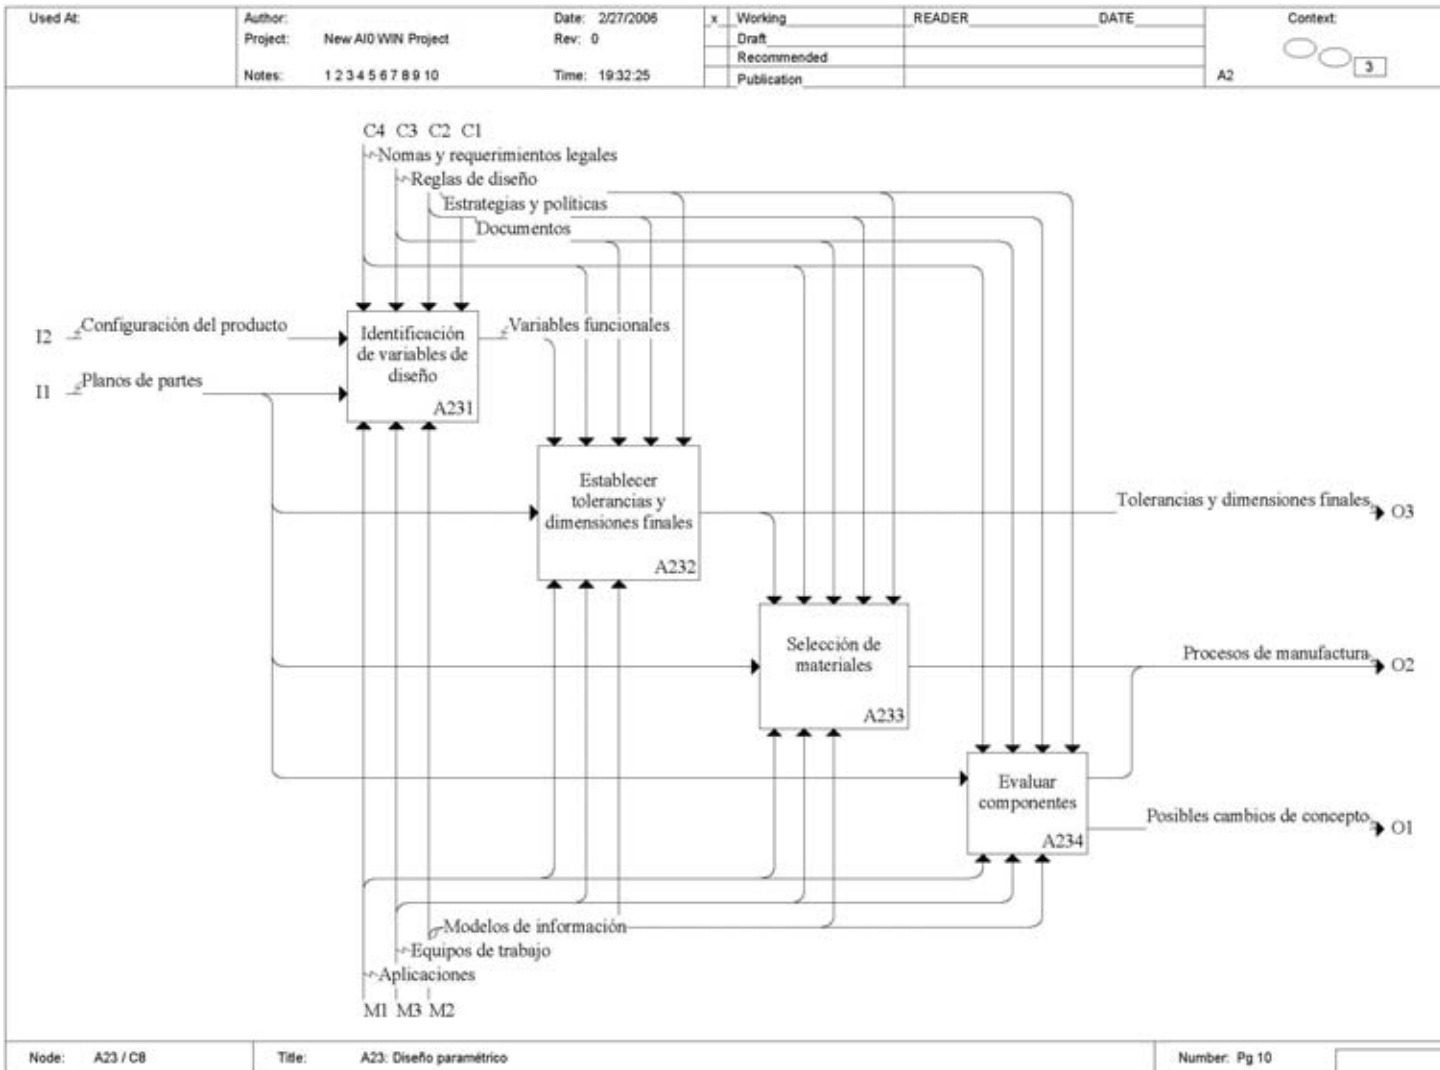 Used At:
Author:
Date: 2/27/2006
x Working
READER
DATE
Context:
Project: New AI0 WIN Project
Rev: 0
Draft
Recommended
3
Notes: 1 2 3 4 5 6 7 8 9 10
Time: 19:32:25
Publication
A2
C4 C3 C2 C1
Nomas y requerimientos legales
Reglas de diseño
Estrategias y políticas
Documentos
I2
Configuración del producto
Identificación
de variables de
diseño
A231
Variables funcionales
I1
Planos de partes
Establecer
tolerancias y
dimensiones finales
A232
Tolerancias y dimensiones finales
O3
Selección de
materiales
A233
Procesos de manufactura
O2
Evaluar
componentes
A234
Posibles cambios de concepto
O1
Modelos de información
Equipos de trabajo
Aplicaciones
M1 M3 M2
Node: A23 / C8
Title: A23: Diseño paramétrico
Number: Pg 10